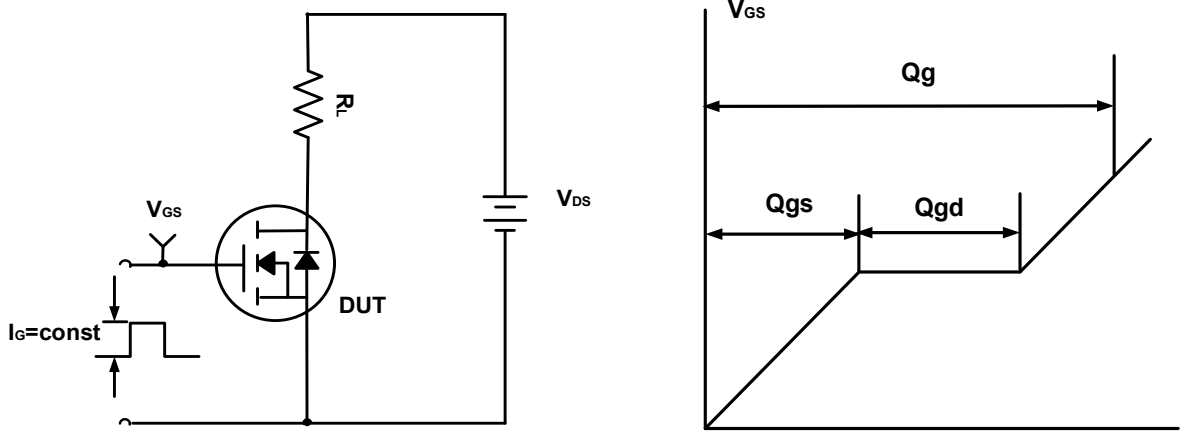 RL
VGS
VDS
DUT
IG=const
VGS
Qg
Qgs
Qgd